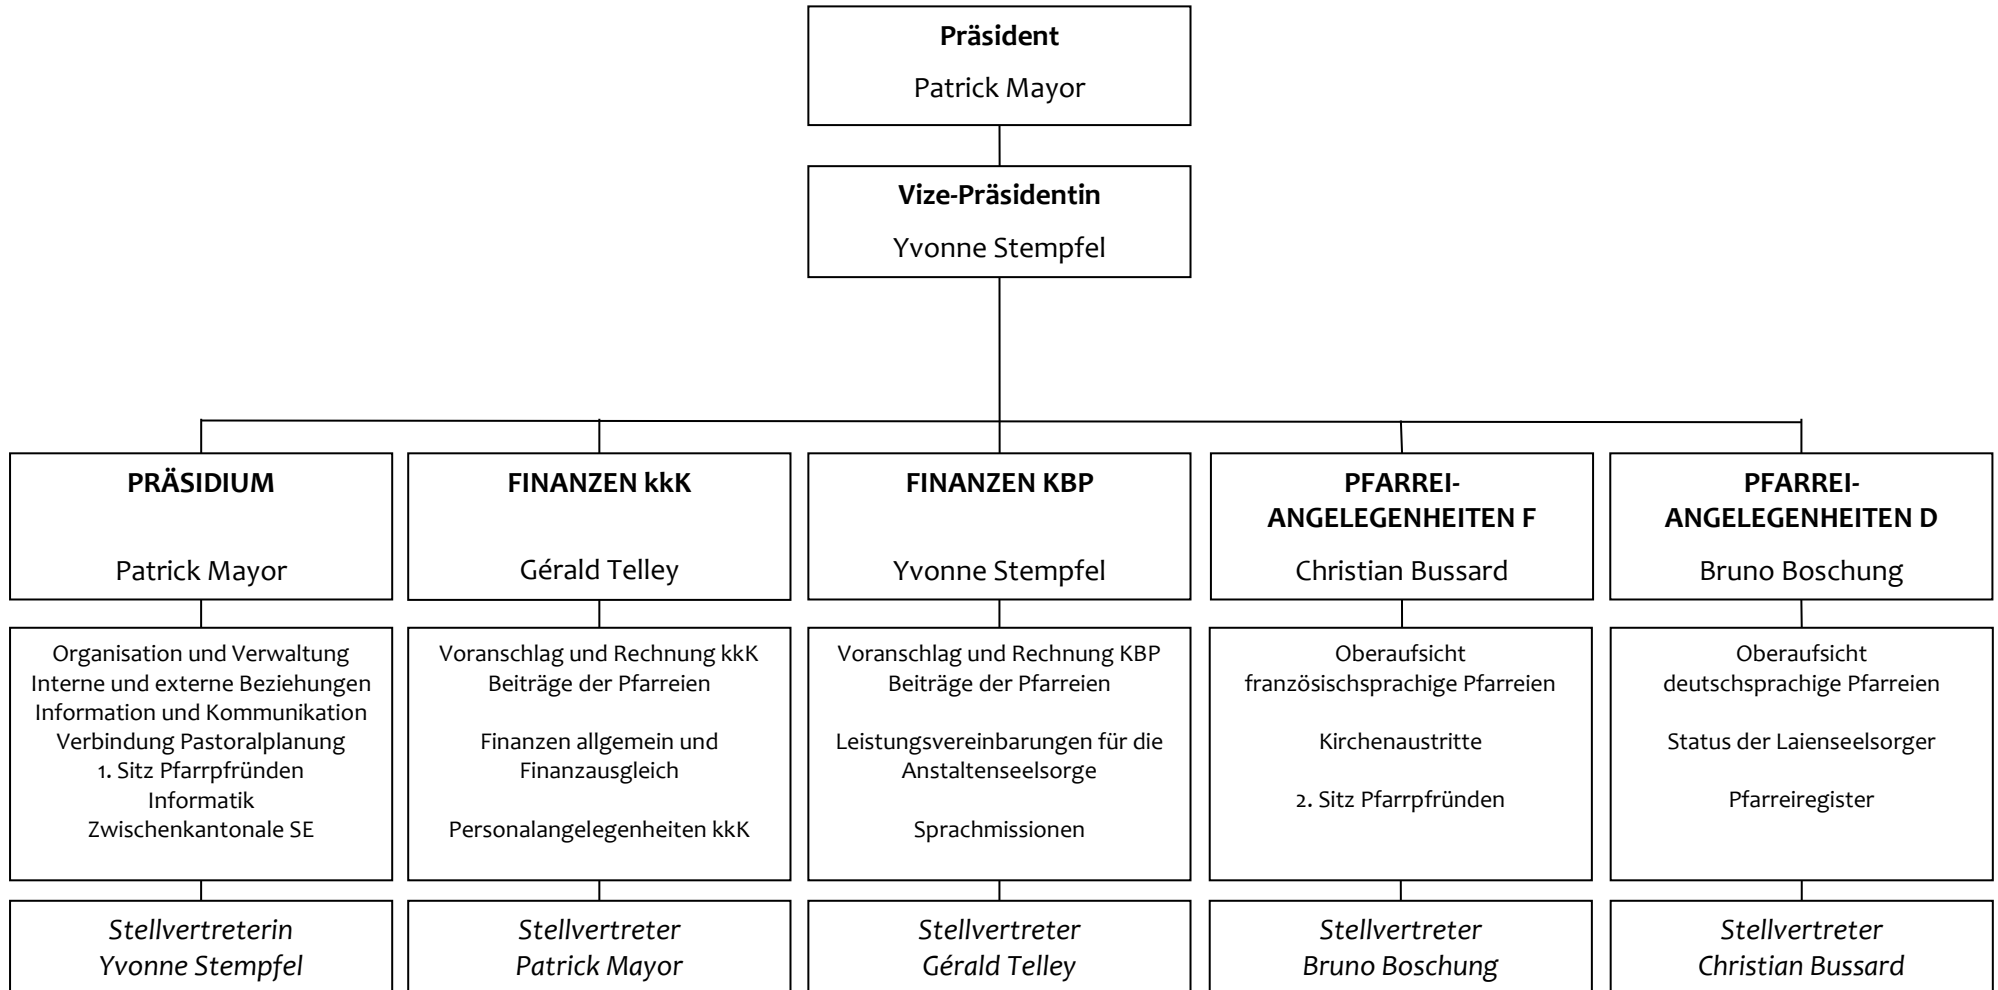 Präsident
Patrick Mayor
Vize-Präsidentin
Yvonne Stempfel
PRÄSIDIUM
Patrick Mayor
FINANZEN kkK
Gérald Telley
FINANZEN KBP
Yvonne Stempfel
PFARREI-
ANGELEGENHEITEN F
Christian Bussard
PFARREI-
ANGELEGENHEITEN D
Bruno Boschung
Organisation und Verwaltung
Interne und externe Beziehungen
Information und Kommunikation
Verbindung Pastoralplanung
1. Sitz Pfarrpfründen
Informatik
Zwischenkantonale SE
Voranschlag und Rechnung kkK
Beiträge der Pfarreien
Finanzen allgemein und
Finanzausgleich
Personalangelegenheiten kkK
Voranschlag und Rechnung KBP
Beiträge der Pfarreien
Leistungsvereinbarungen für die
Anstaltenseelsorge
Sprachmissionen
Oberaufsicht
französischsprachige Pfarreien
Kirchenaustritte
2. Sitz Pfarrpfründen
Oberaufsicht
deutschsprachige Pfarreien
Status der Laienseelsorger
Pfarreiregister
Stellvertreterin
Yvonne Stempfel
Stellvertreter
Patrick Mayor
Stellvertreter
Gérald Telley
Stellvertreter
Bruno Boschung
Stellvertreter
Christian Bussard